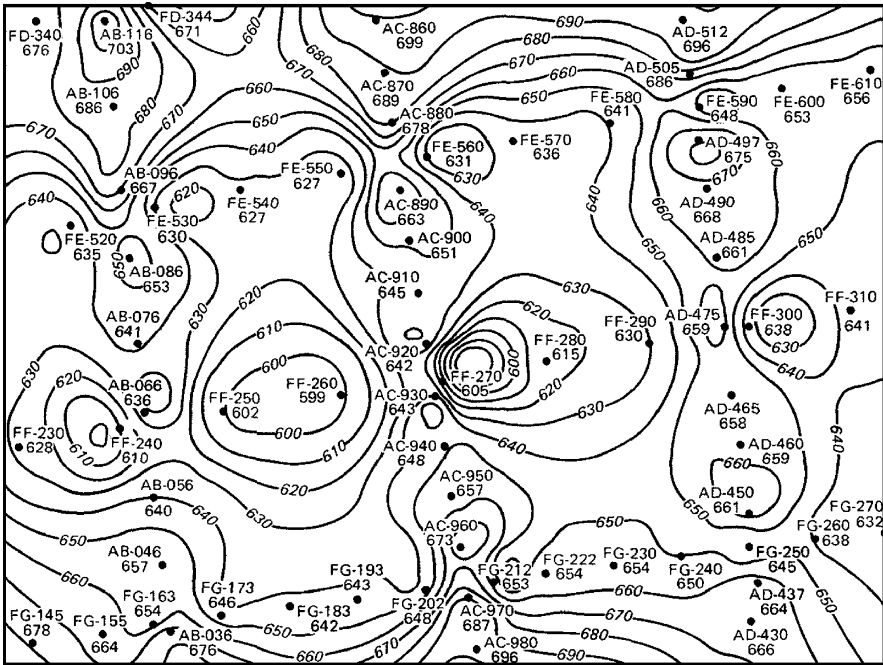 FD-344
671
660
AC-860
699
690
AD-512
696
FD-340
676
AB-116
703
680
670
660
AD-505
686
690
680
660
670
AC-870
689
650
FE-610
656
AB-106
686
680
660
650
670
AC-880
678
FE-580
641
FE-590
648
FE-600
653
670
640
FE-560
631
630
FE-570
636
AD-497
675
670
660
AB-096
667
FE-550
627
640
620
FE-540
627
AC-890
663
640
640
660
AD-490
668
FE-530
630
FE-520
635
650
AB-086
653
AC-900
651
650
AD-485
661
650
AC-910
645
630
620
630
620
AB-076
641
610
AD-475
659
FF-300
638
630
FF-310
641
FF-290
630
FF-280
615
600
AC-920
642
630
620
600
640
AB-066
636
FF-250
602
FF-260
599
FF-270
605
620
630
AC-930
643
AD-465
658
640
FF-230
628
FF-240
610
610
600
610
640
AC-940
648
AD-460
659
660
620
630
AB-056
640
640
AC-950
657
650
AD-450
661
FG-270
632
650
AC-960
673
650
FG-260
638
AB-046
657
660
FG-212
653
FG-222
654
FG-230
654
FG-240
650
FG-250
645
FG-193
643
FG-173
646
FG-163
654
FG-183
642
FG-202
648
AC-970
687
660
670
680
690
AD-437
664
650
FG-145
678
FG-155
664
AB-036
676
650
660
670
AC-980
696
AD-430
666